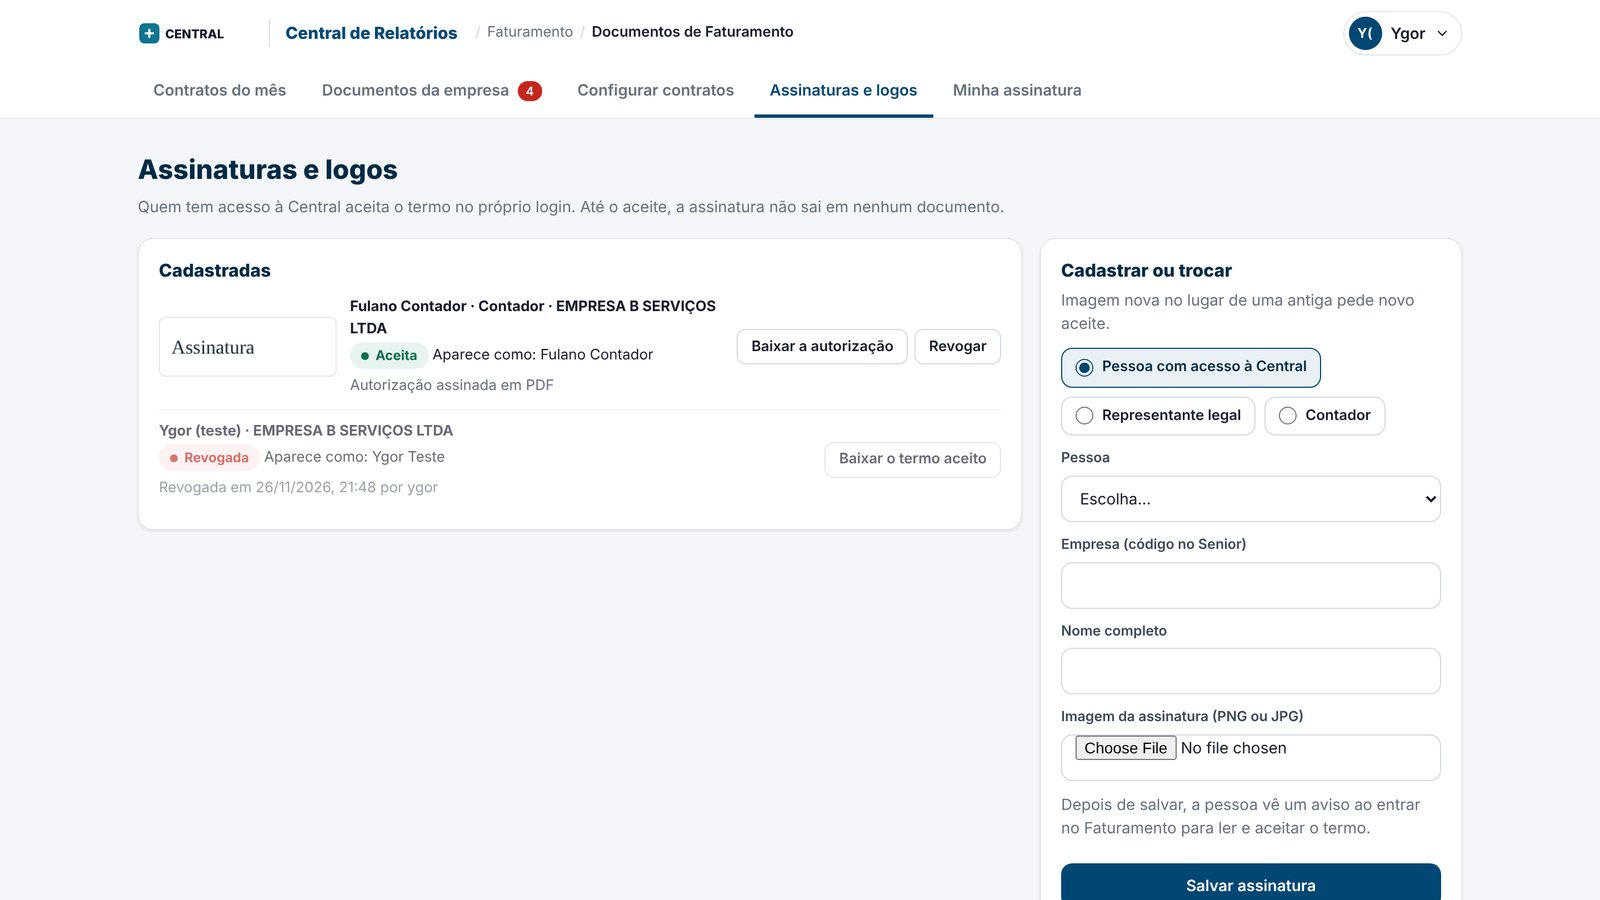 CENTRAL
Central de Relatórios / Faturamento / Documentos de Faturamento
Y( Ygor
Contratos do mês
Documentos da empresa 4
Configurar contratos
Assinaturas e logos
Minha assinatura
Assinaturas e logos
Quem tem acesso à Central aceita o termo no próprio login. Até o aceite, a assinatura não sai em nenhum documento.
Cadastradas
Assinatura
Fulano Contador · Contador · EMPRESA B SERVIÇOS
LTDA
Aceita Aparece como: Fulano Contador
Autorização assinada em PDF
Baixar a autorização
Revogar
Ygor (teste) · EMPRESA B SERVIÇOS LTDA
Revogada Aparece como: Ygor Teste
Revogada em 26/11/2026, 21:48 por ygor
Baixar o termo aceito
Cadastrar ou trocar
Imagem nova no lugar de uma antiga pede novo
aceite.
Pessoa com acesso à Central
Representante legal
Contador
Pessoa
Escolha...
Empresa (código no Senior)
Nome completo
Imagem da assinatura (PNG ou JPG)
Choose File No file chosen
Depois de salvar, a pessoa vê um aviso ao entrar
no Faturamento para ler e aceitar o termo.
Salvar assinatura